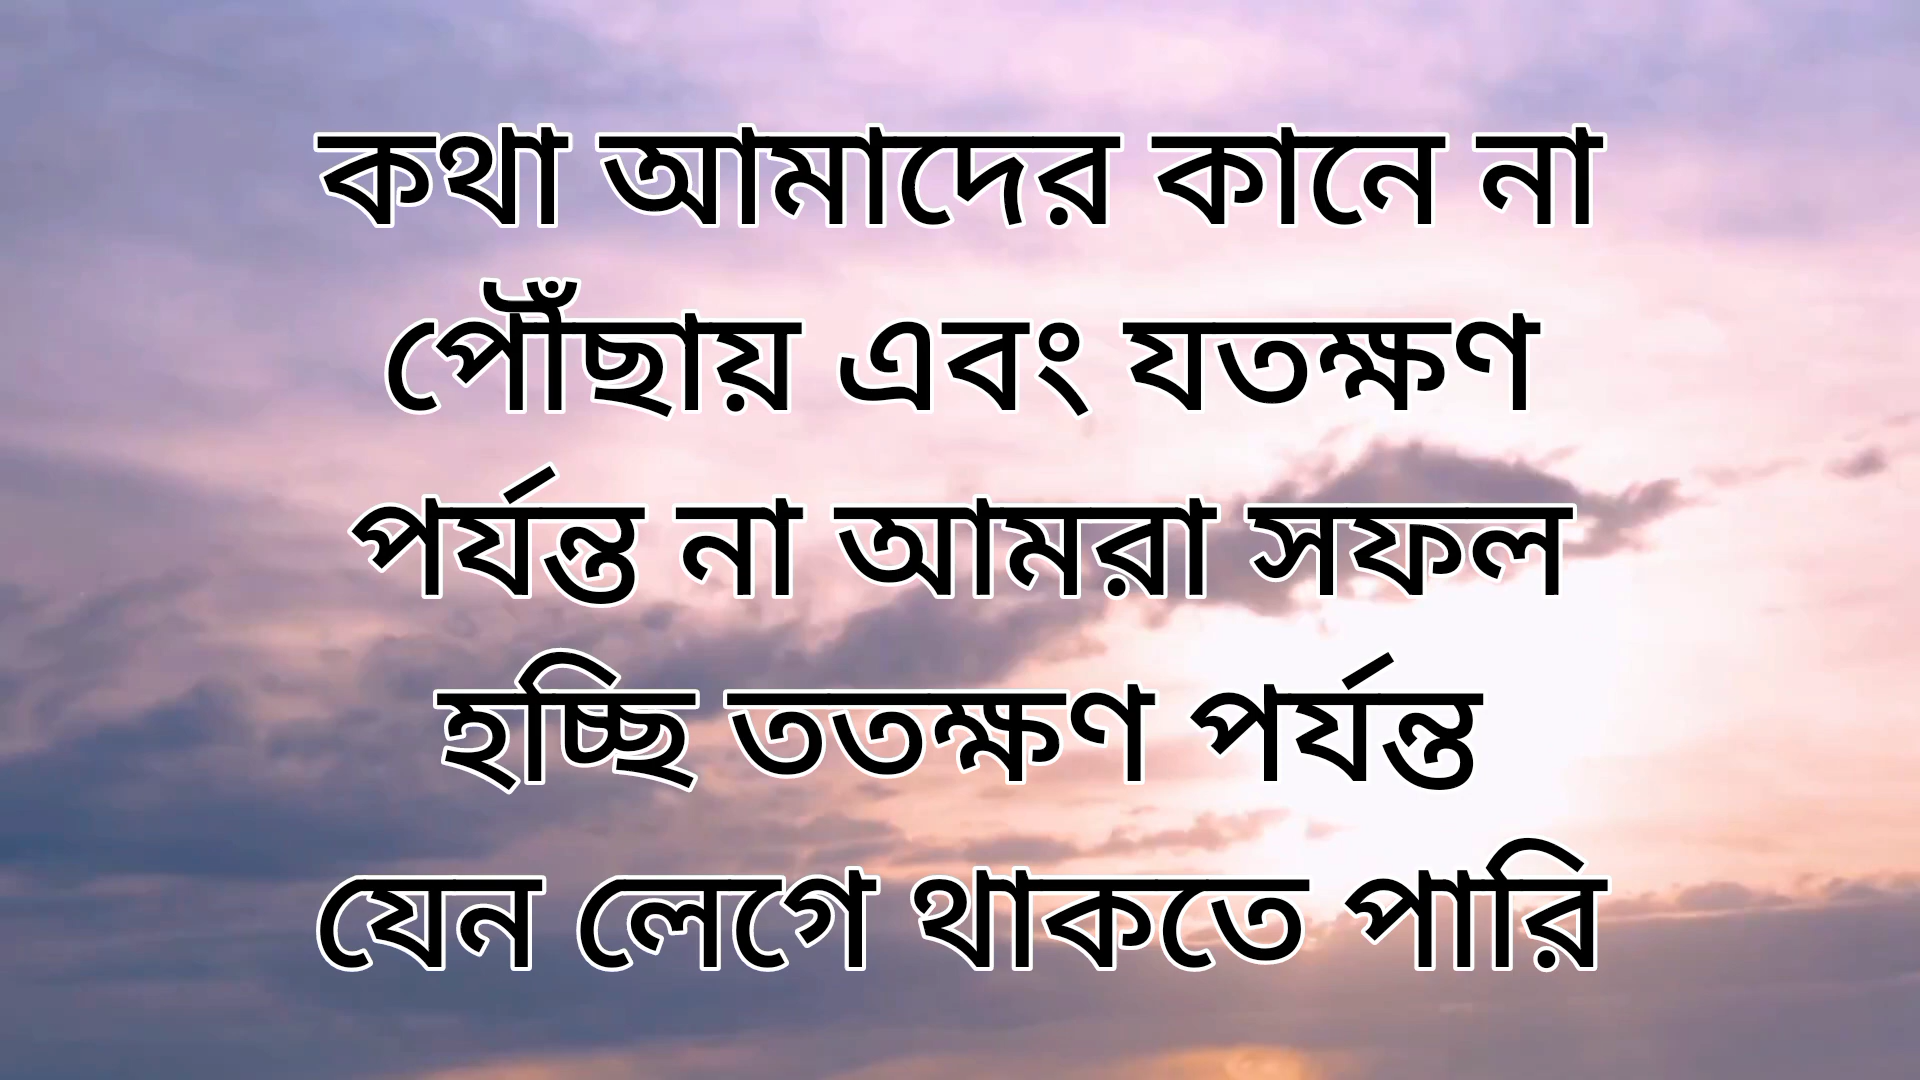 কথা আমাদের কানে না
পৌঁছায় এবং যতক্ষণ
পর্যন্ত না আমরা সফল
হচ্ছি ততক্ষণ পর্যন্ত
যেন লেগে থাকতে পারি